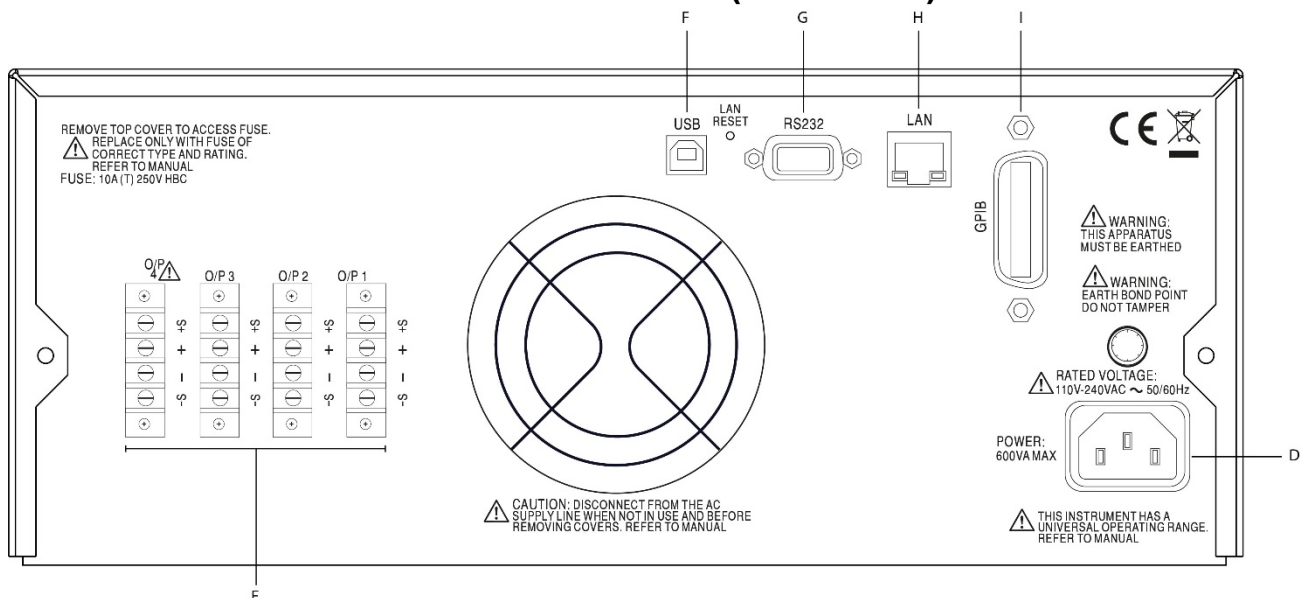 F G H I
REMOVE TOP COVER TO ACCESS FUSE.
REPLACE ONLY WITH FUSE OF
CORRECT TYPE AND RATING.
REFER TO MANUAL
FUSE: 10A (T) 250V HBC
USB
LAN
RESET
RS232
LAN
CE
GPIB
WARNING:
THIS APPARATUS
MUST BE EARTHED
WARNING:
EARTH BOND POINT
DO NOT TAMPER
O/P
4
O/P 3
O/P 2
O/P 1
+S +S +S +S
+ + + +
- - - -
-S -S -S -S
RATED VOLTAGE:
110V-240VAC ~ 50/60Hz
POWER:
600VA MAX
D
CAUTION: DISCONNECT FROM THE AC
SUPPLY LINE WHEN NOT IN USE AND BEFORE
REMOVING COVERS. REFER TO MANUAL
THIS INSTRUMENT HAS A
UNIVERSAL OPERATING RANGE.
REFER TO MANUAL